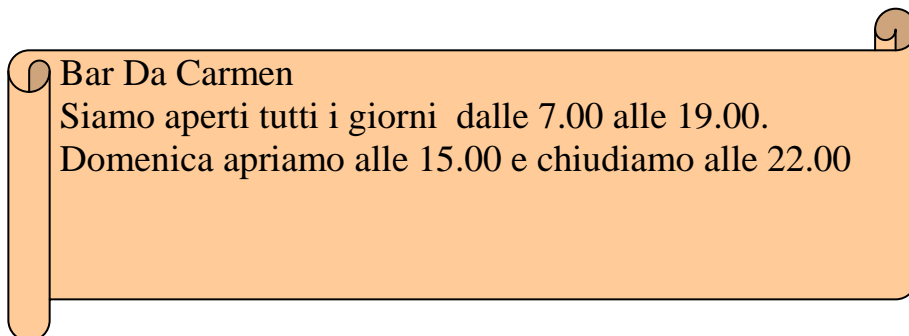 Bar Da Carmen
Siamo aperti tutti i giorni  dalle 7.00 alle 19.00.
Domenica apriamo alle 15.00 e chiudiamo alle 22.00